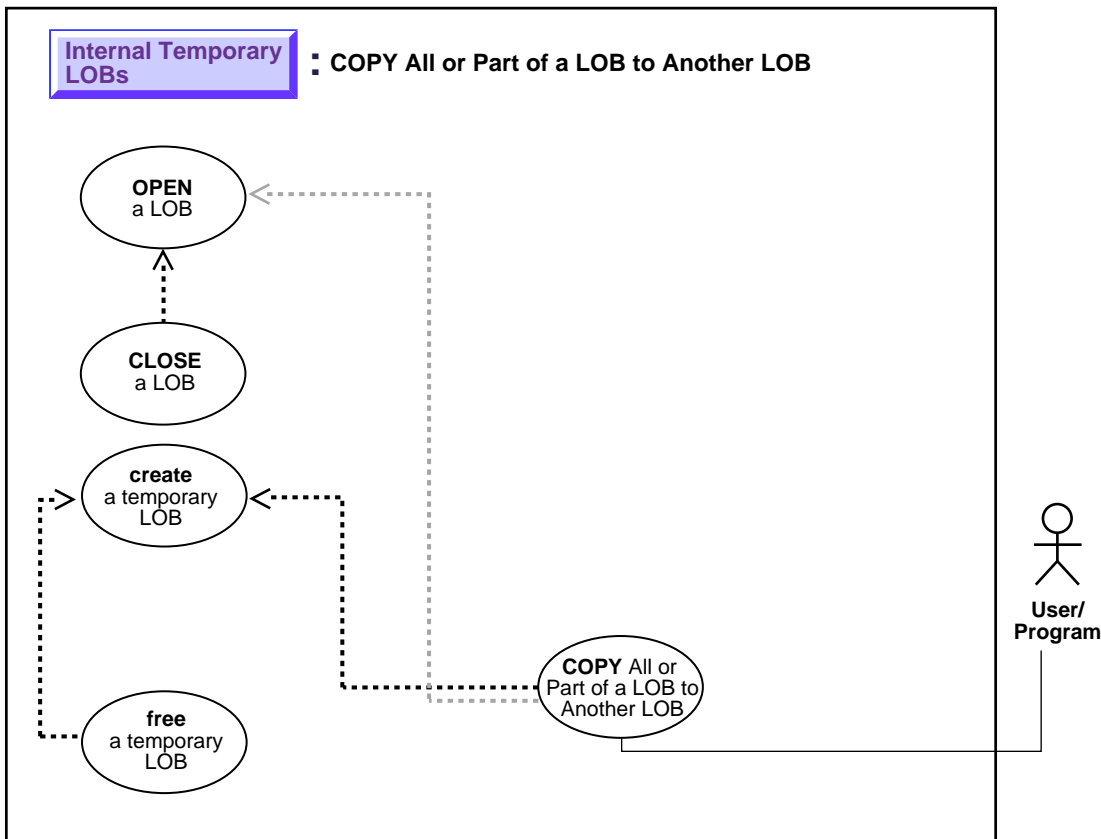 Internal Temporary
LOBs
: COPY All or Part of a LOB to Another LOB
OPEN
a LOB
CLOSE
a LOB
create
a temporary
LOB
free
a temporary
LOB
COPY All or
Part of a LOB to
Another LOB
User/
Program